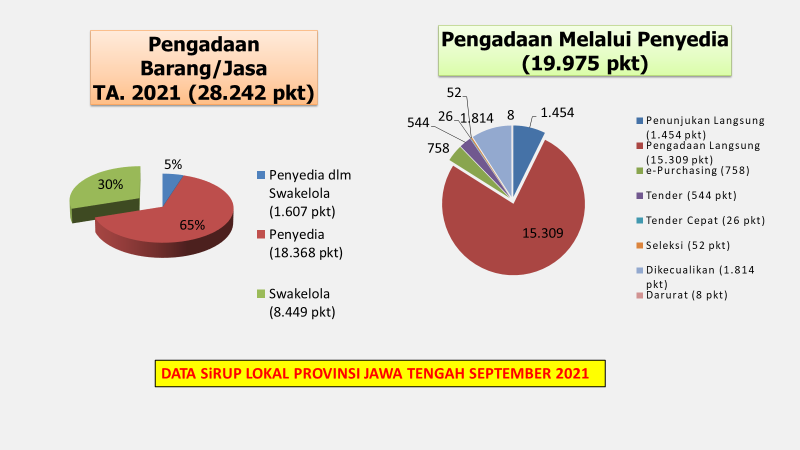 Pengadaan
Barang/Jasa
TA. 2021 (28.242 pkt)
Pengadaan Melalui Penyedia
(19.975 pkt)
5%
30%
65%
Penyedia dlm
Swakelola
(1.607 pkt)
Penyedia
(18.368 pkt)
Swakelola
(8.449 pkt)
52
544
26
1.814
8
1.454
758
15.309
Penunjukan Langsung
(1.454 pkt)
Pengadaan Langsung
(15.309 pkt)
e-Purchasing (758)
Tender (544 pkt)
Tender Cepat (26 pkt)
Seleksi (52 pkt)
Dikecualikan (1.814
pkt)
Darurat (8 pkt)
DATA SiRUP LOKAL PROVINSI JAWA TENGAH SEPTEMBER 2021